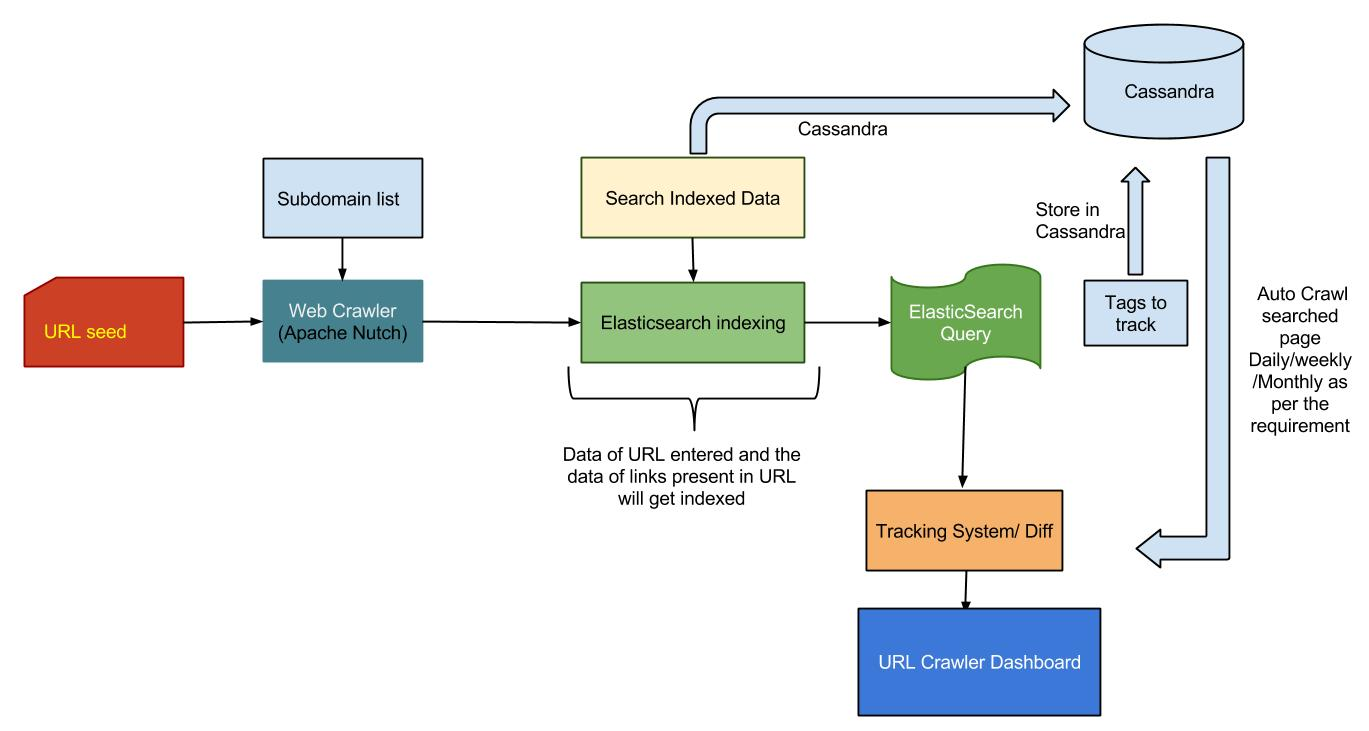 Cassandra
Cassandra
Subdomain list
Search Indexed Data
Store in
Cassandra
URL seed
Web Crawler
(Apache Nutch)
Elasticsearch indexing
ElasticSearch
Query
Tags to
track
Auto Crawl
searched
page
Daily/weekly
/Monthly as
per the
requirement
Data of URL entered and the
data of links present in URL
will get indexed
Tracking System/ Diff
URL Crawler Dashboard